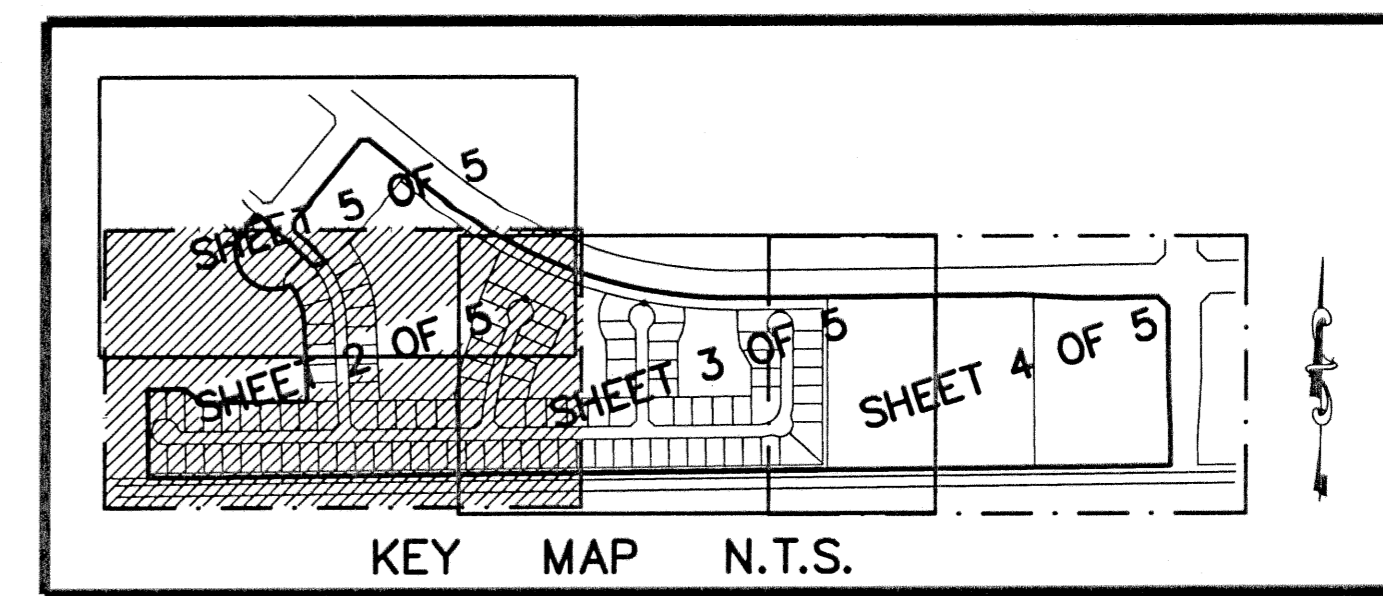 SHEET 5 OF 5
SHEET 2 OF 5
SHEET 3 OF 5
SHEET 4 OF 5
KEY MAP N.T.S.